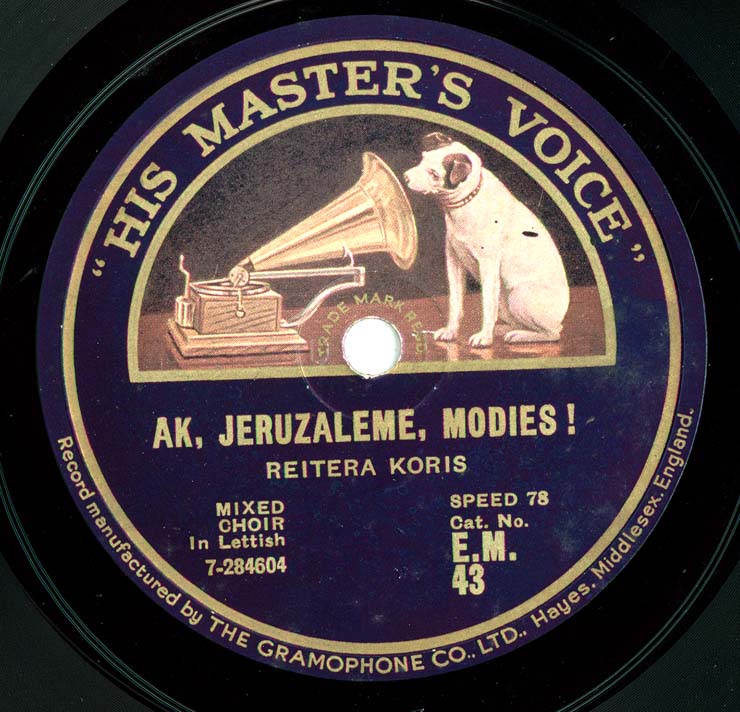 "HIS MASTER'S VOICE"
TRADE MARK REGD.
AK, JERUZALEME, MODIES!
REITERA KORIS
MIXED
CHOIR
In Lettish
7-284604
SPEED 78
Cat. No.
E.M.
43
Record manufactured by THE GRAMOPHONE CO., LTD., Hayes, Middlesex, England.